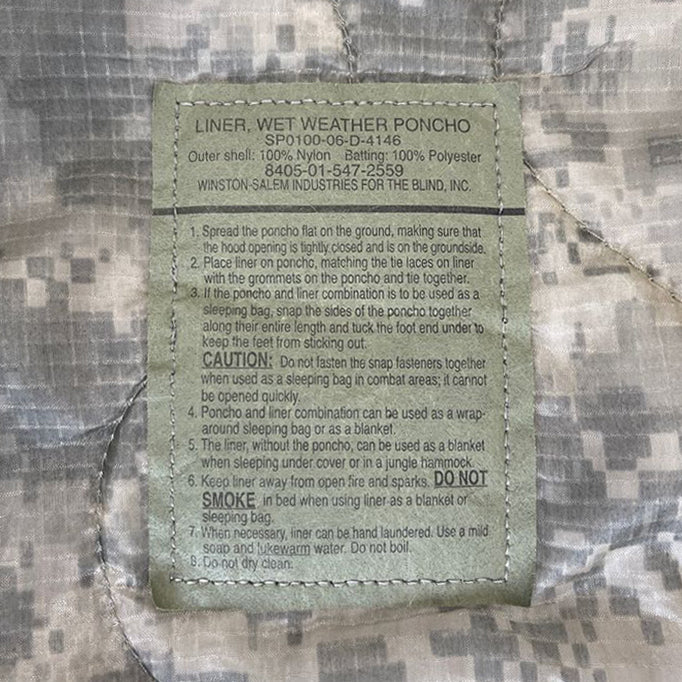 LINER, WET WEATHER PONCHO
SP0100-06-D-4146
Outer shell: 100% Nylon Batting: 100% Polyester
8405-01-547-2559
WINSTON-SALEM INDUSTRIES FOR THE BLIND, INC.
1. Spread the poncho flat on the ground, making sure that
the hood opening is tightly closed and is on the groundside.
2. Place liner on poncho, matching the tie laces on liner
with the grommets on the poncho and tie together.
3. If the poncho and liner combination is to be used as a
sleeping bag, snap the sides of the poncho together
along their entire length and tuck the foot end under to
keep the feet from sticking out.
CAUTION: Do not fasten the snap fasteners together
when used as a sleeping bag in combat areas; it cannot
be opened quickly.
4. Poncho and liner combination can be used as a wrap-
around sleeping bag or as a blanket.
5. The liner, without the poncho, can be used as a blanket
when sleeping under cover or in a jungle hammock.
6. Keep liner away from open fire and sparks. DO NOT
SMOKE in bed when using liner as a blanket or
sleeping bag.
7. When necessary, liner can be hand laundered. Use a mild
soap and lukewarm water. Do not boil.
8. Do not dry clean.